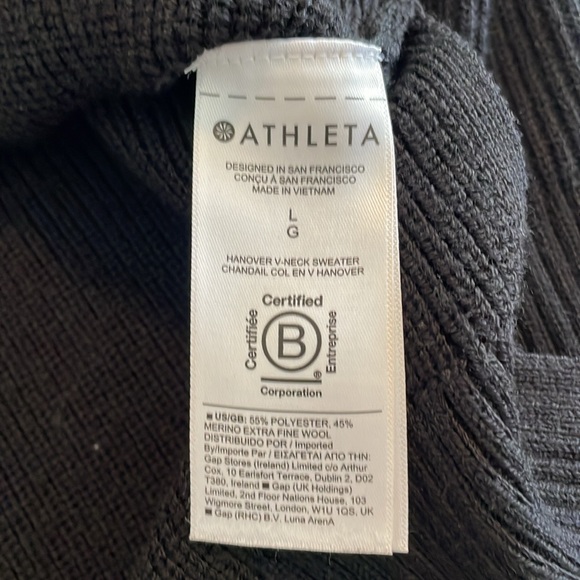 ATHLETA
DESIGNED IN SAN FRANCISCO
CONÇU À SAN FRANCISCO
MADE IN VIETNAM
L
G
HANOVER V-NECK SWEATER
CHANDAIL COL EN V HANOVER
Certified
Certifiée
B
Entreprise
®
Corporation
US/GB: 55% POLYESTER, 45%
MERINO EXTRA FINE WOOL
DISTRIBUIDO POR / Imported
By/Importe Par / ΕΙΣΑΓΕΤΑΙ ΑΠΟ ΤΗΝ:
Gap Stores (Ireland) Limited c/o Arthur
Cox, 10 Earlsfort Terrace, Dublin 2, D02
T380, Ireland ■ Gap (UK Holdings)
Limited, 2nd Floor Nations House, 103
Wigmore Street, London, W1U 1QS, UK
■ Gap (RHC) B.V. Luna ArenA